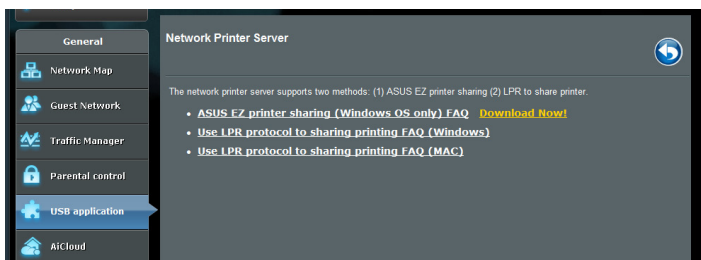 General
Network Map
Guest Network
Traffic Manager
Parental control
USB application
AiCloud
Network Printer Server
The network printer server supports two methods: (1) ASUS EZ printer sharing (2) LPR to share printer.
ASUS EZ printer sharing (Windows OS only) FAQ Download Now!
Use LPR protocol to sharing printing FAQ (Windows)
Use LPR protocol to sharing printing FAQ (MAC)